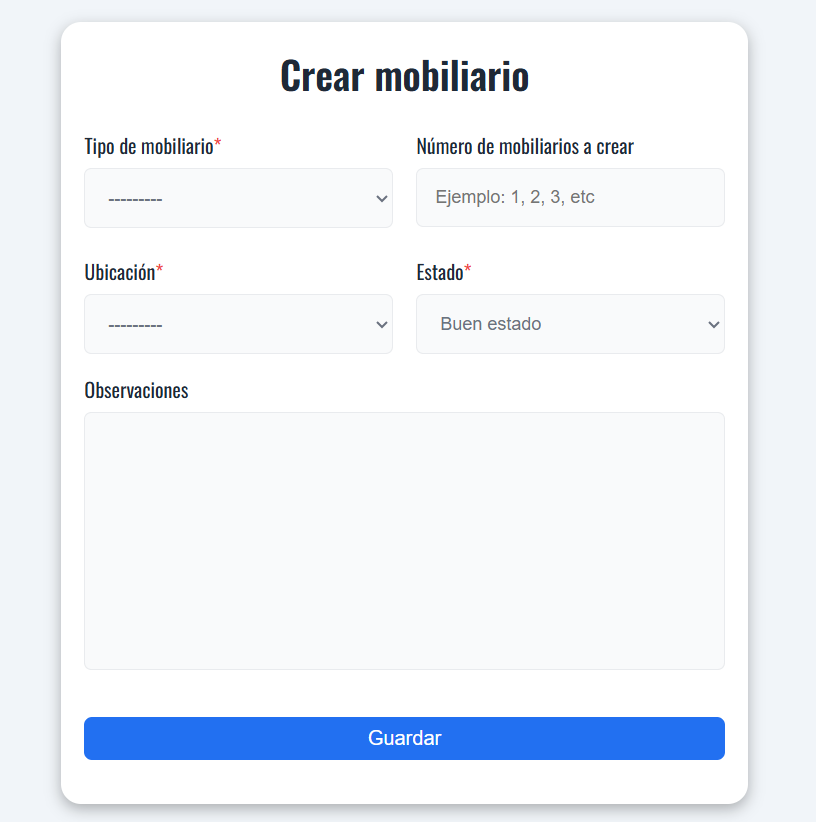 Crear mobiliario
Tipo de mobiliario* Número de mobiliarios a crear
--------- Ejemplo: 1, 2, 3, etc
Ubicación* Estado*
--------- Buen estado
Observaciones
Guardar